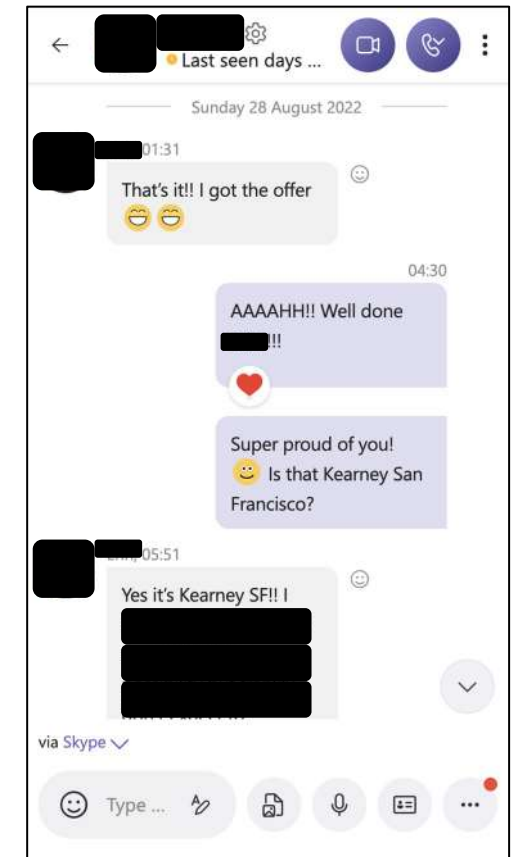 Last seen days ...
Sunday 28 August 2022
01:31
That's it!! I got the offer
04:30
AAAAHH!! Well done
!!!
Super proud of you!
Is that Kearney San
Francisco?
05:51
Yes it's Kearney SF!! I
via Skype
Type ...